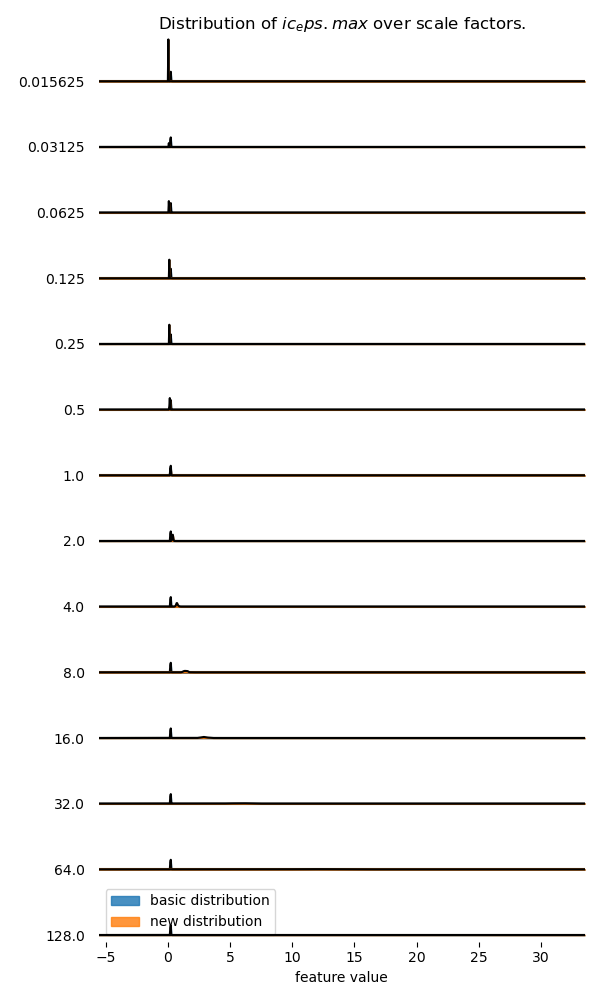 Distribution of ic_eps.max over scale factors.
0.015625
0.03125
0.0625
0.125
0.25
0.5
1.0
2.0
4.0
8.0
16.0
32.0
64.0
basic distribution
new distribution
128.0
−5 0 5 10 15 20 25 30
feature value